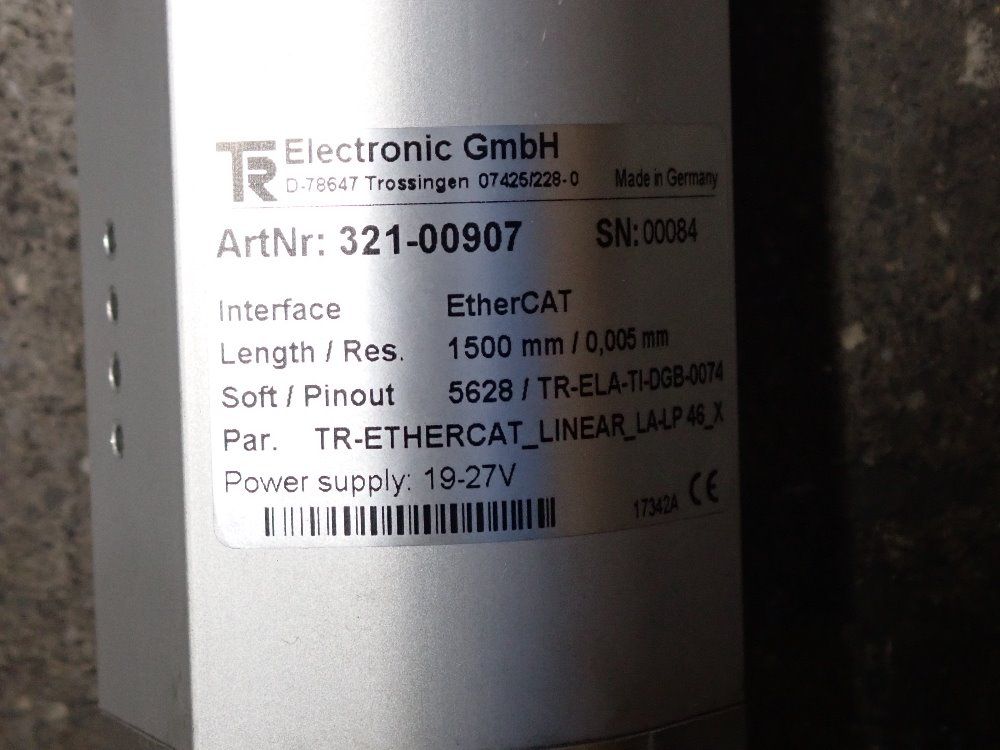 TR Electronic GmbH
D-78647 Trossingen 07425/228-0 Made in Germany
ArtNr: 321-00907 SN: 00084
Interface EtherCAT
Length / Res. 1500 mm / 0,005 mm
Soft / Pinout 5628 / TR-ELA-TI-DGB-0074
Par. TR-ETHERCAT_LINEAR_LA-LP 46_X
Power supply: 19-27V
17342A CE